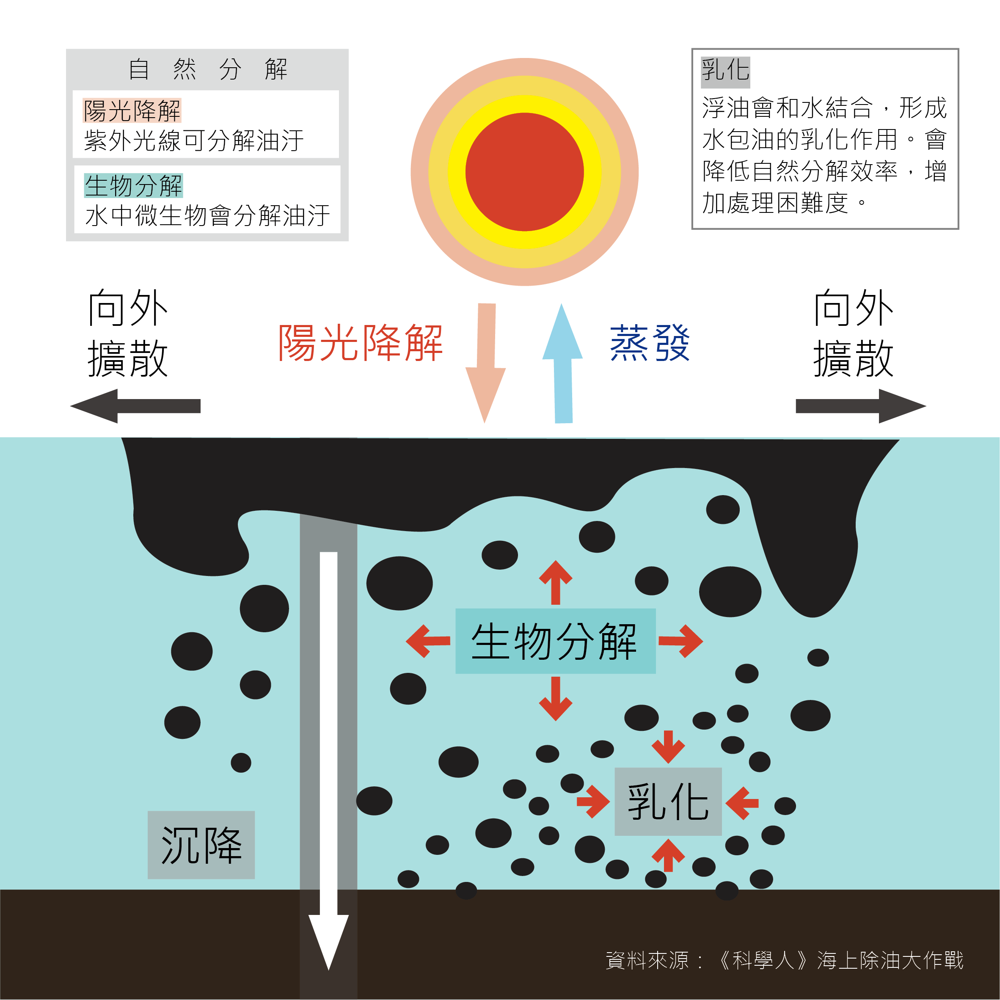 自然分解
陽光降解
紫外光線可分解油汙
生物分解
水中微生物會分解油汙
乳化
浮油會和水結合，形成
水包油的乳化作用。會
降低自然分解效率，增
加處理困難度。
向外
擴散
陽光降解
蒸發
向外
擴散
生物分解
乳化
沉降
資料來源：《科學人》海上除油大作戰